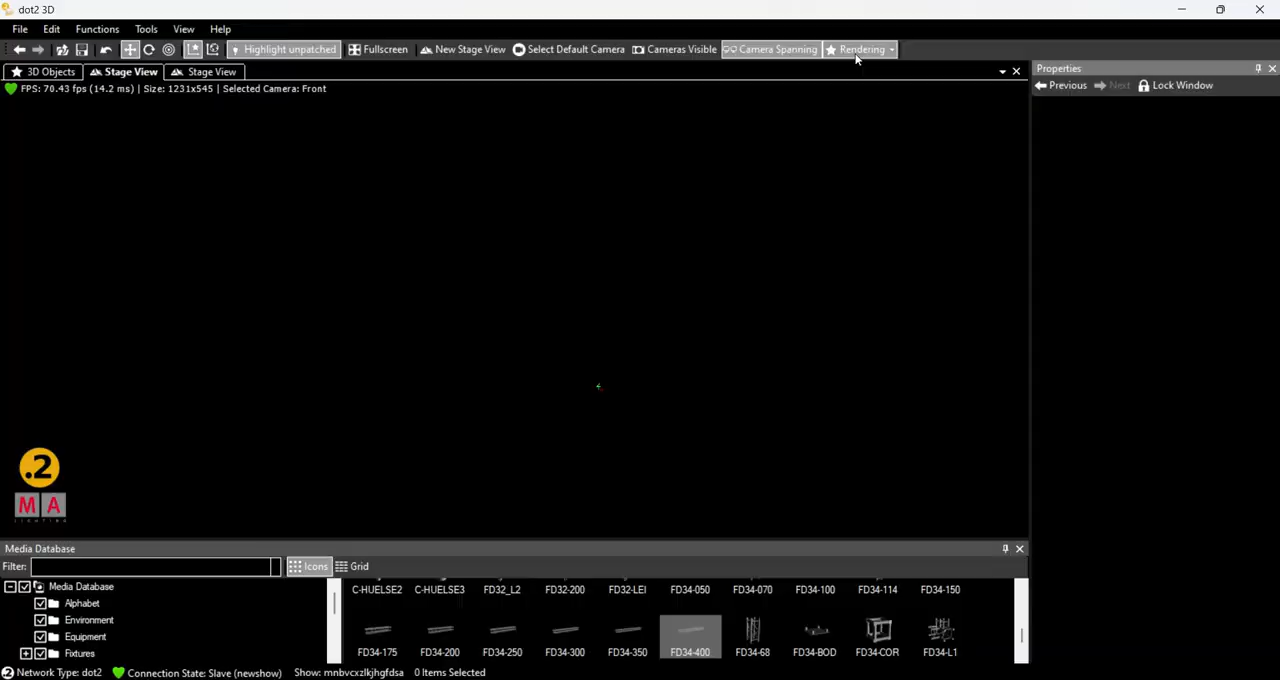 dot2 3D
File Edit Functions Tools View Help
Highlight unpatched Fullscreen New Stage View Select Default Camera Cameras Visible Camera Spanning Rendering
3D Objects Stage View Stage View
Properties
FPS: 70.43 fps (14.2 ms) | Size: 1231x545 | Selected Camera: Front
Previous Next Lock Window
.2
MA
LIGHTING
Media Database
Filter: Icons Grid
Media Database
Alphabet
Environment
Equipment
Fixtures
C-HUELSE2 C-HUELSE3 FD32_L2 FD32-200 FD32-LEI FD34-050 FD34-070 FD34-100 FD34-114 FD34-150
FD34-175 FD34-200 FD34-250 FD34-300 FD34-350 FD34-400 FD34-68 FD34-BOD FD34-COR FD34-L1
Network Type: dot2 Connection State: Slave (newshow) Show: mnbvcxzlkjhgfdsa 0 Items Selected